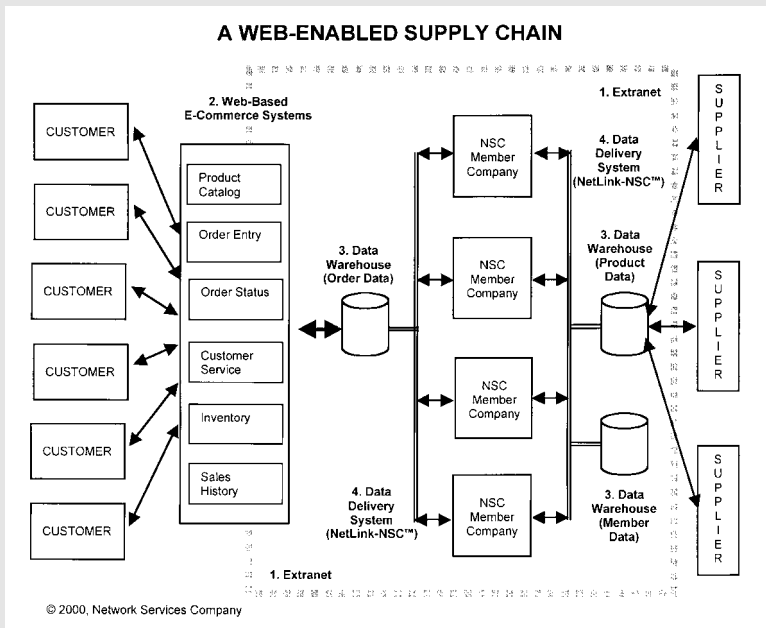 A WEB-ENABLED SUPPLY CHAIN
2. Web-Based
E-Commerce Systems
1. Extranet
CUSTOMER
CUSTOMER
CUSTOMER
CUSTOMER
CUSTOMER
CUSTOMER
Product
Catalog
Order Entry
Order Status
Customer
Service
Inventory
Sales
History
3. Data
Warehouse
(Order Data)
4. Data
Delivery
System
(NetLink-NSC™)
NSC
Member
Company
NSC
Member
Company
NSC
Member
Company
NSC
Member
Company
4. Data
Delivery
System
(NetLink-NSC™)
3. Data
Warehouse
(Product
Data)
3. Data
Warehouse
(Member
Data)
S
U
P
P
L
I
E
R
S
U
P
P
L
I
E
R
S
U
P
P
L
I
E
R
1. Extranet
© 2000, Network Services Company